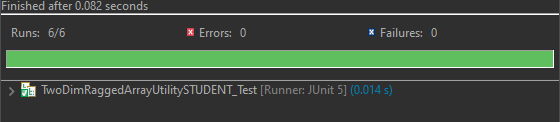 Finished after 0.082 seconds
Runs: 6/6 Errors: 0 Failures: 0
TwoDimRaggedArrayUtilitySTUDENT_Test [Runner: JUnit 5] (0.014 s)